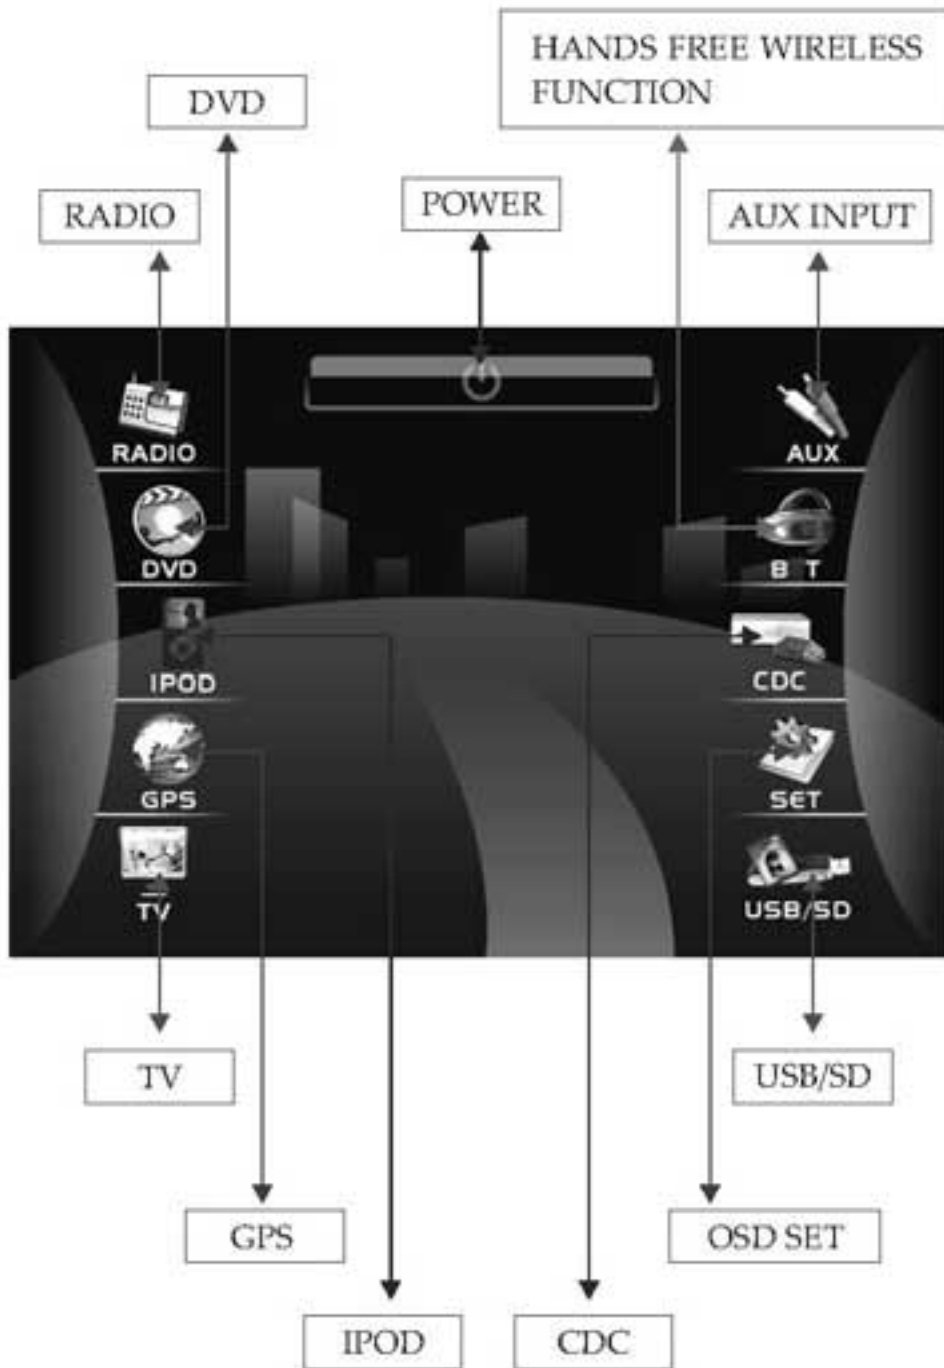 HANDS FREE WIRELESS
FUNCTION
DVD
RADIO
POWER
AUX INPUT
RADIO
AUX
DVD
B T
IPOD
CDC
GPS
SET
TV
USB/SD
TV
USB/SD
GPS
OSD SET
IPOD
CDC